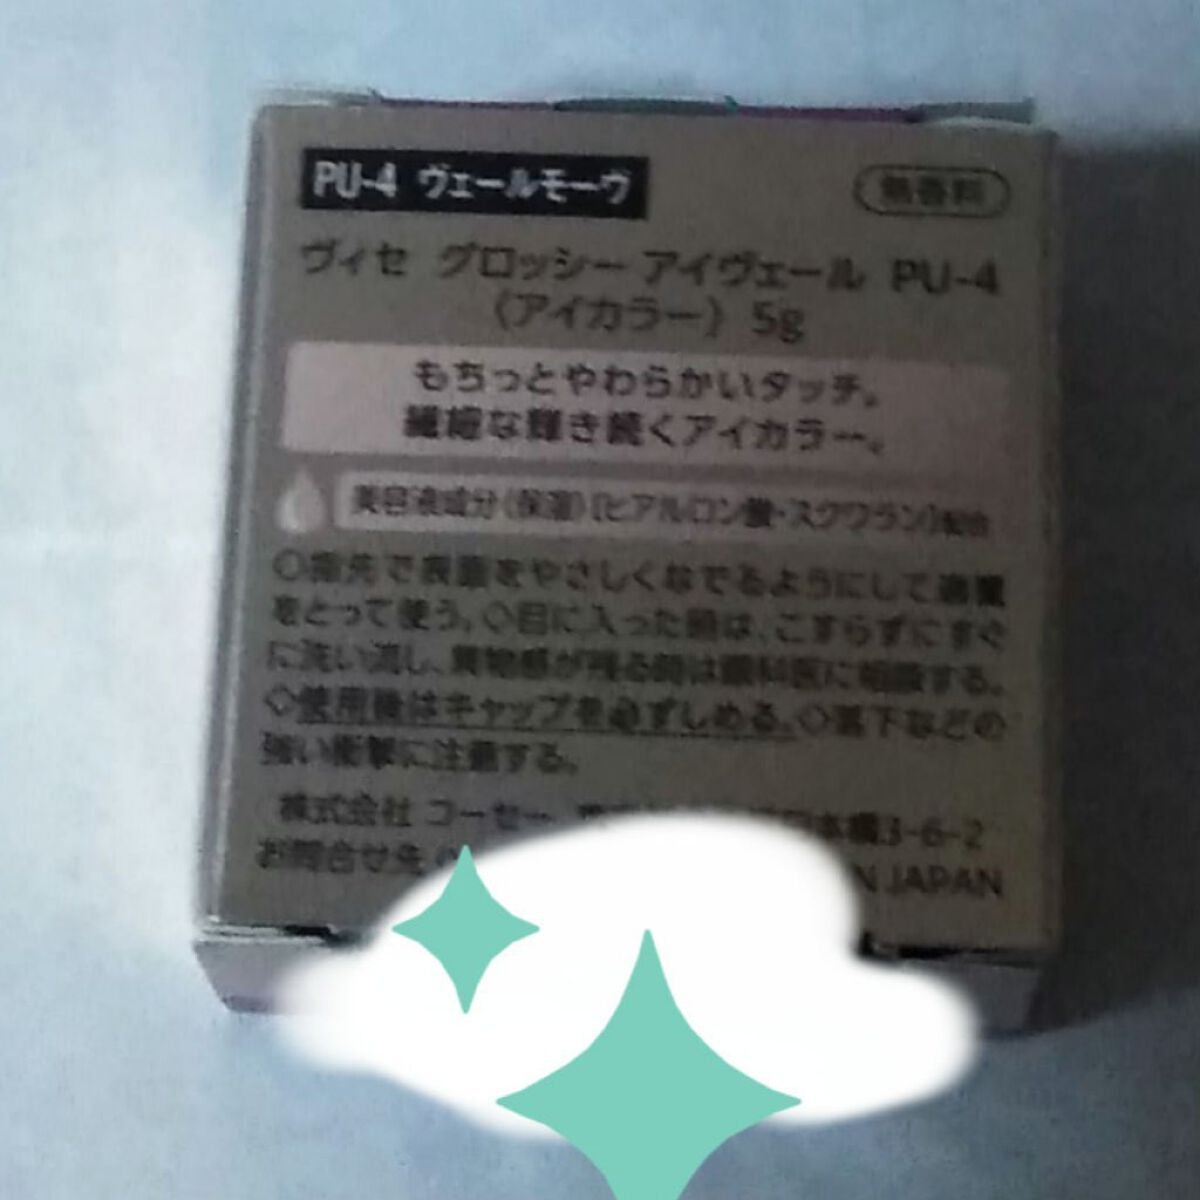 PU-4 ヴェールモーヴ
無香料
ヴィセ グロッシー アイヴェール PU-4
(アイカラー) 5g
もちっとやわらかいタッチ。
繊細な輝き続くアイカラー。
美容液成分(保湿)[ヒアルロン酸・スクワラン]配合
◇指先で表面をやさしくなでるようにして適量
をとって使う。◇目に入った時は、こすらずにすぐ
に洗い流し、異物感が残る時は眼科医に相談する。
◇使用後はキャップを必ずしめる。◇落下などの
強い衝撃に注意する。
株式会社 コーセー 日本橋3-6-2
お問合せ先 N JAPAN